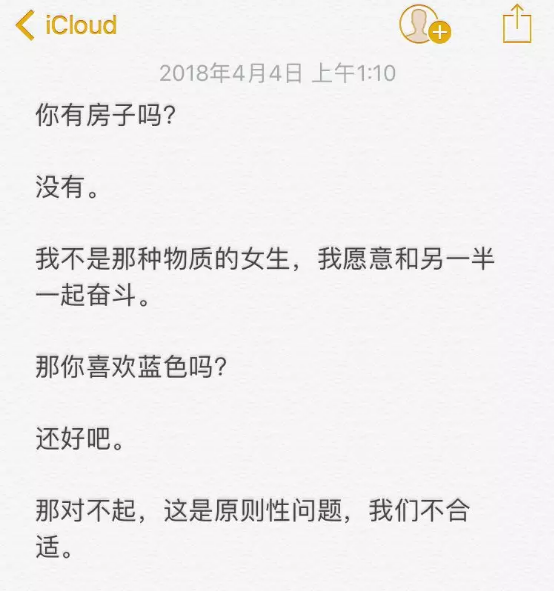 iCloud
2018年4月4日 上午1:10
你有房子吗?
没有。
我不是那种物质的女生，我愿意和另一半
一起奋斗。
那你喜欢蓝色吗?
还好吧。
那对不起，这是原则性问题，我们不合
适。